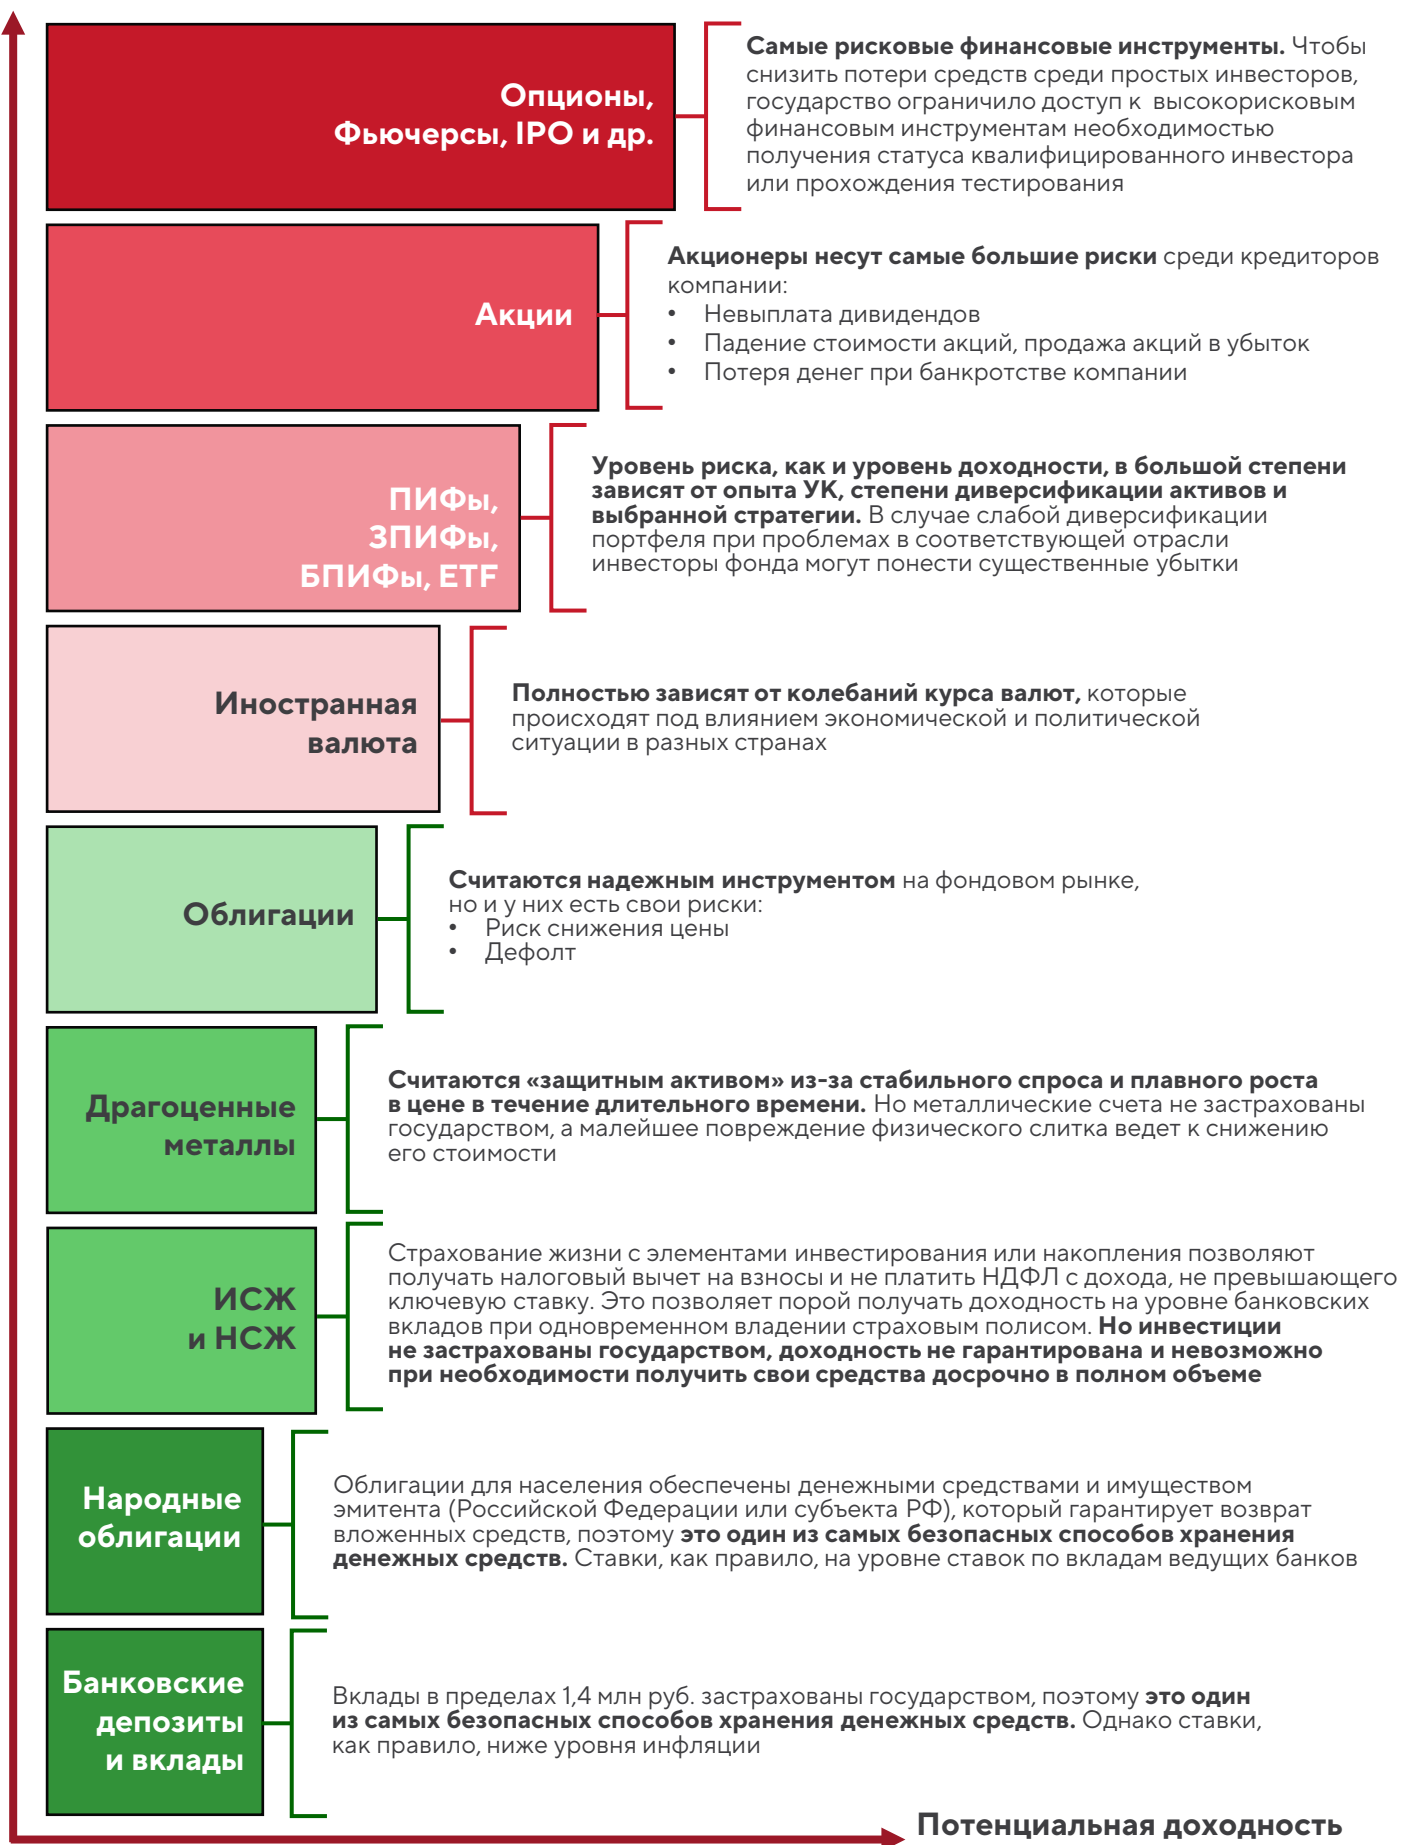 Опционы,
Фьючерсы, IPO и др.
Самые рисковые финансовые инструменты. Чтобы
снизить потери средств среди простых инвесторов,
государство ограничило доступ к высокорисковым
финансовым инструментам необходимостью
получения статуса квалифицированного инвестора
или прохождения тестирования
Акции
Акционеры несут самые большие риски среди кредиторов
компании:
• Невыплата дивидендов
• Падение стоимости акций, продажа акций в убыток
• Потеря денег при банкротстве компании
ПИФы,
ЗПИФы,
БПИФы, ETF
Уровень риска, как и уровень доходности, в большой степени
зависят от опыта УК, степени диверсификации активов и
выбранной стратегии. В случае слабой диверсификации
портфеля при проблемах в соответствующей отрасли
инвесторы фонда могут понести существенные убытки
Иностранная
валюта
Полностью зависят от колебаний курса валют, которые
происходят под влиянием экономической и политической
ситуации в разных странах
Облигации
Считаются надежным инструментом на фондовом рынке,
но и у них есть свои риски:
• Риск снижения цены
• Дефолт
Драгоценные
металлы
Считаются «защитным активом» из-за стабильного спроса и плавного роста
в цене в течение длительного времени. Но металлические счета не застрахованы
государством, а малейшее повреждение физического слитка ведет к снижению
его стоимости
ИСЖ
и НСЖ
Страхование жизни с элементами инвестирования или накопления позволяют
получать налоговый вычет на взносы и не платить НДФЛ с дохода, не превышающего
ключевую ставку. Это позволяет порой получать доходность на уровне банковских
вкладов при одновременном владении страховым полисом. Но инвестиции
не застрахованы государством, доходность не гарантирована и невозможно
при необходимости получить свои средства досрочно в полном объеме
Народные
облигации
Облигации для населения обеспечены денежными средствами и имуществом
эмитента (Российской Федерации или субъекта РФ), который гарантирует возврат
вложенных средств, поэтому это один из самых безопасных способов хранения
денежных средств. Ставки, как правило, на уровне ставок по вкладам ведущих банков
Банковские
депозиты
и вклады
Вклады в пределах 1,4 млн руб. застрахованы государством, поэтому это один
из самых безопасных способов хранения денежных средств. Однако ставки,
как правило, ниже уровня инфляции
Потенциальная доходность